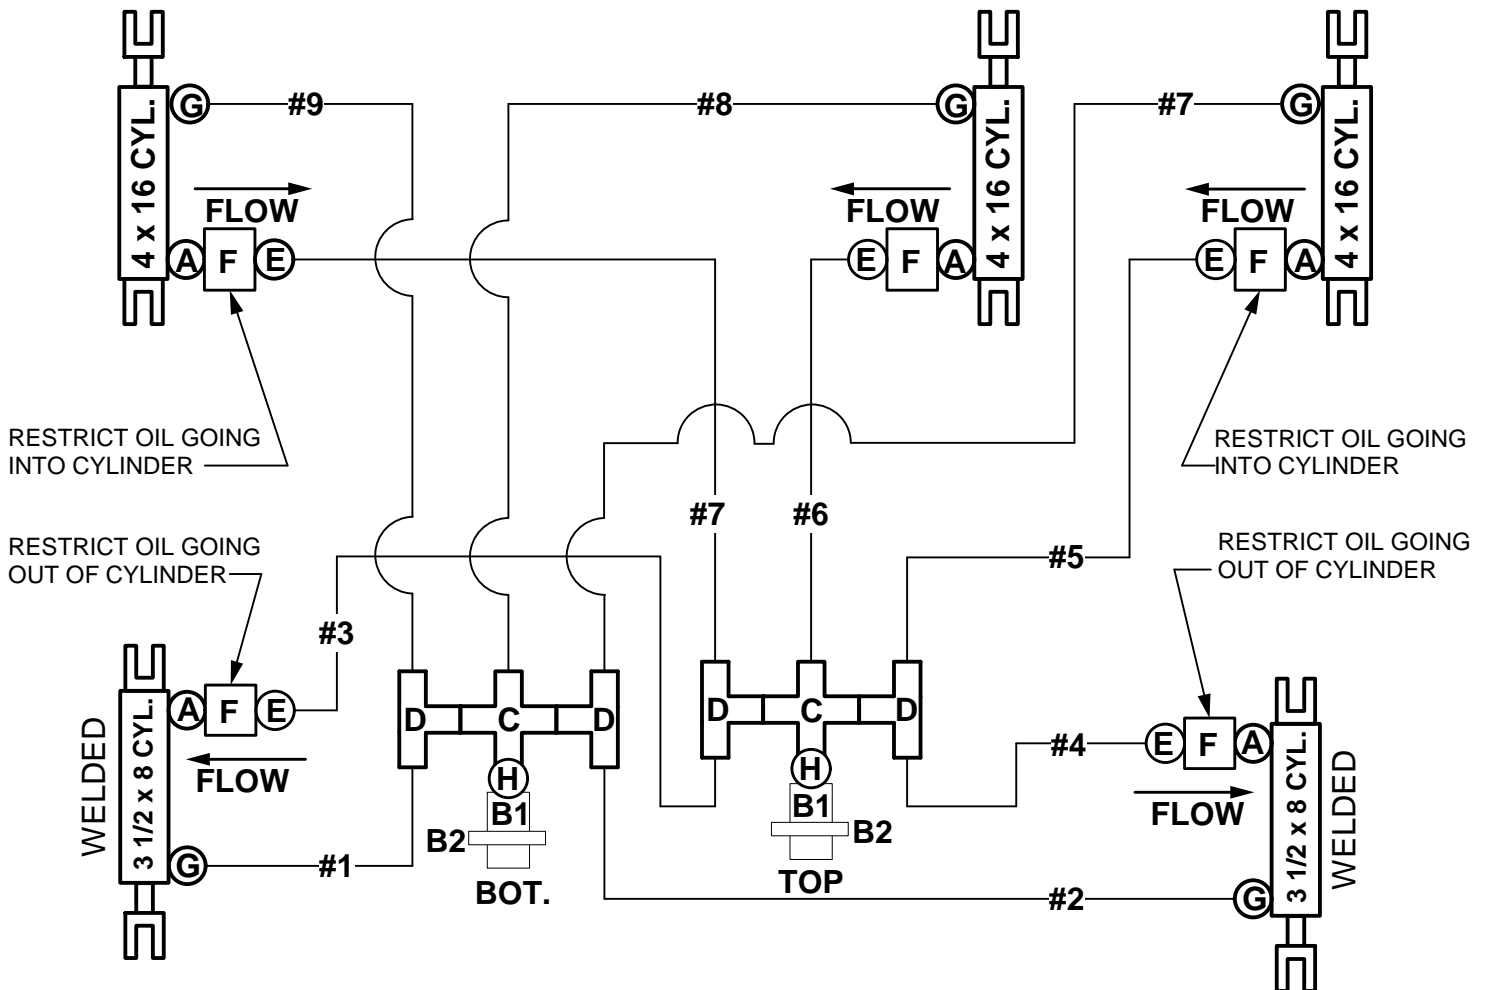 G
#9
#8
G
#7
G
4 x 16 CYL.
4 x 16 CYL.
4 x 16 CYL.
FLOW
FLOW
FLOW
A
F
E
E
F
A
E
F
A
RESTRICT OIL GOING
INTO CYLINDER
RESTRICT OIL GOING
INTO CYLINDER
#7
#6
RESTRICT OIL GOING
OUT OF CYLINDER
#5
RESTRICT OIL GOING
OUT OF CYLINDER
#3
A
F
E
D
C
D
D
C
D
#4
E
F
A
WELDED
3 1/2 x 8 CYL.
FLOW
H
B1
B2
BOT.
H
B1
B2
TOP
FLOW
3 1/2 x 8 CYL.
WELDED
G
#1
#2
G